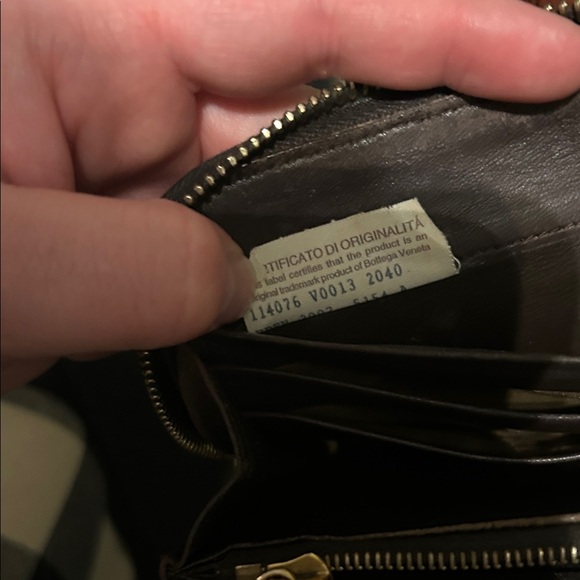 TIFICATO DI ORIGINALITÀ
label certifies that the product is an
original trademark product of Bottega Veneta
114076 V0013 2040